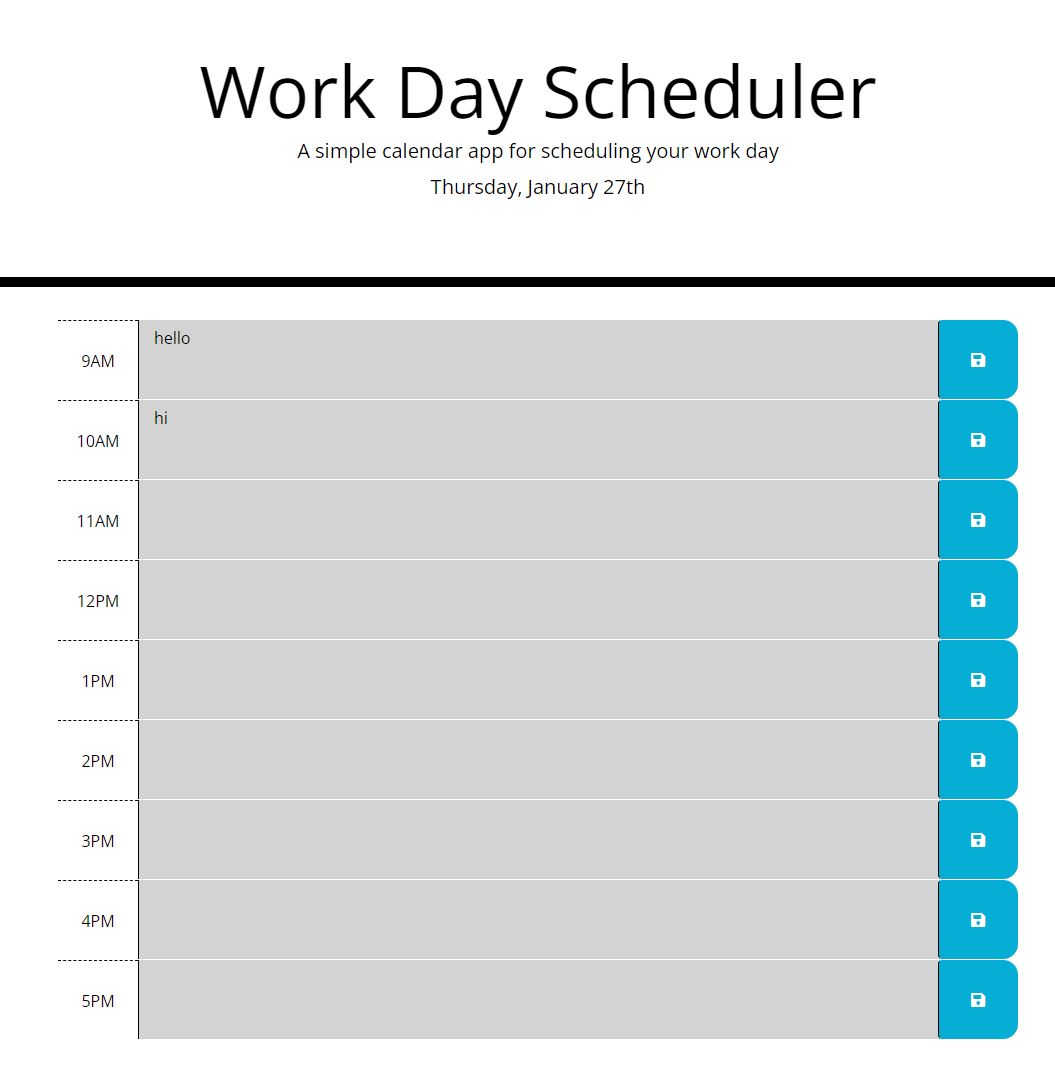 Work Day Scheduler
A simple calendar app for scheduling your work day
Thursday, January 27th
hello
9AM
hi
10AM
11AM
12PM
1PM
2PM
3PM
4PM
5PM